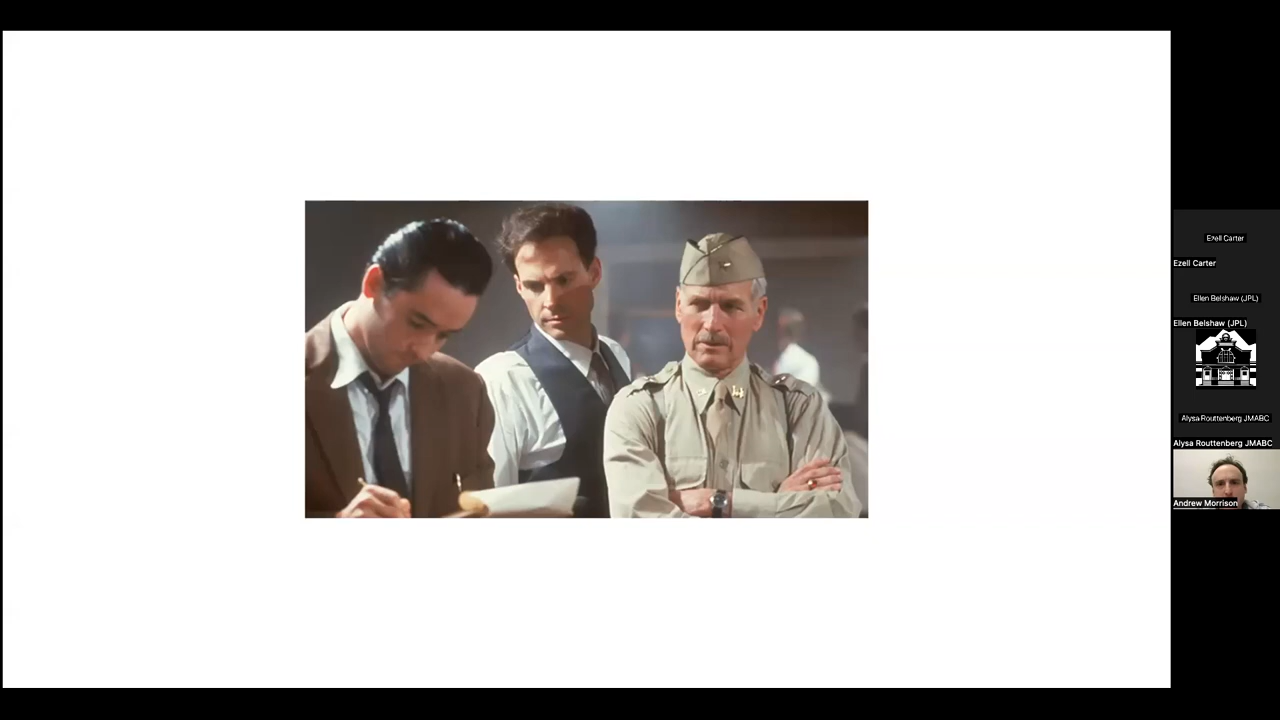 Ezell Carter
Ezell Carter
Ellen Belshaw (JPL)
Ellen Belshaw (JPL)
Alysa Routtenberg JMABC
Alysa Routtenberg JMABC
Andrew Morrison